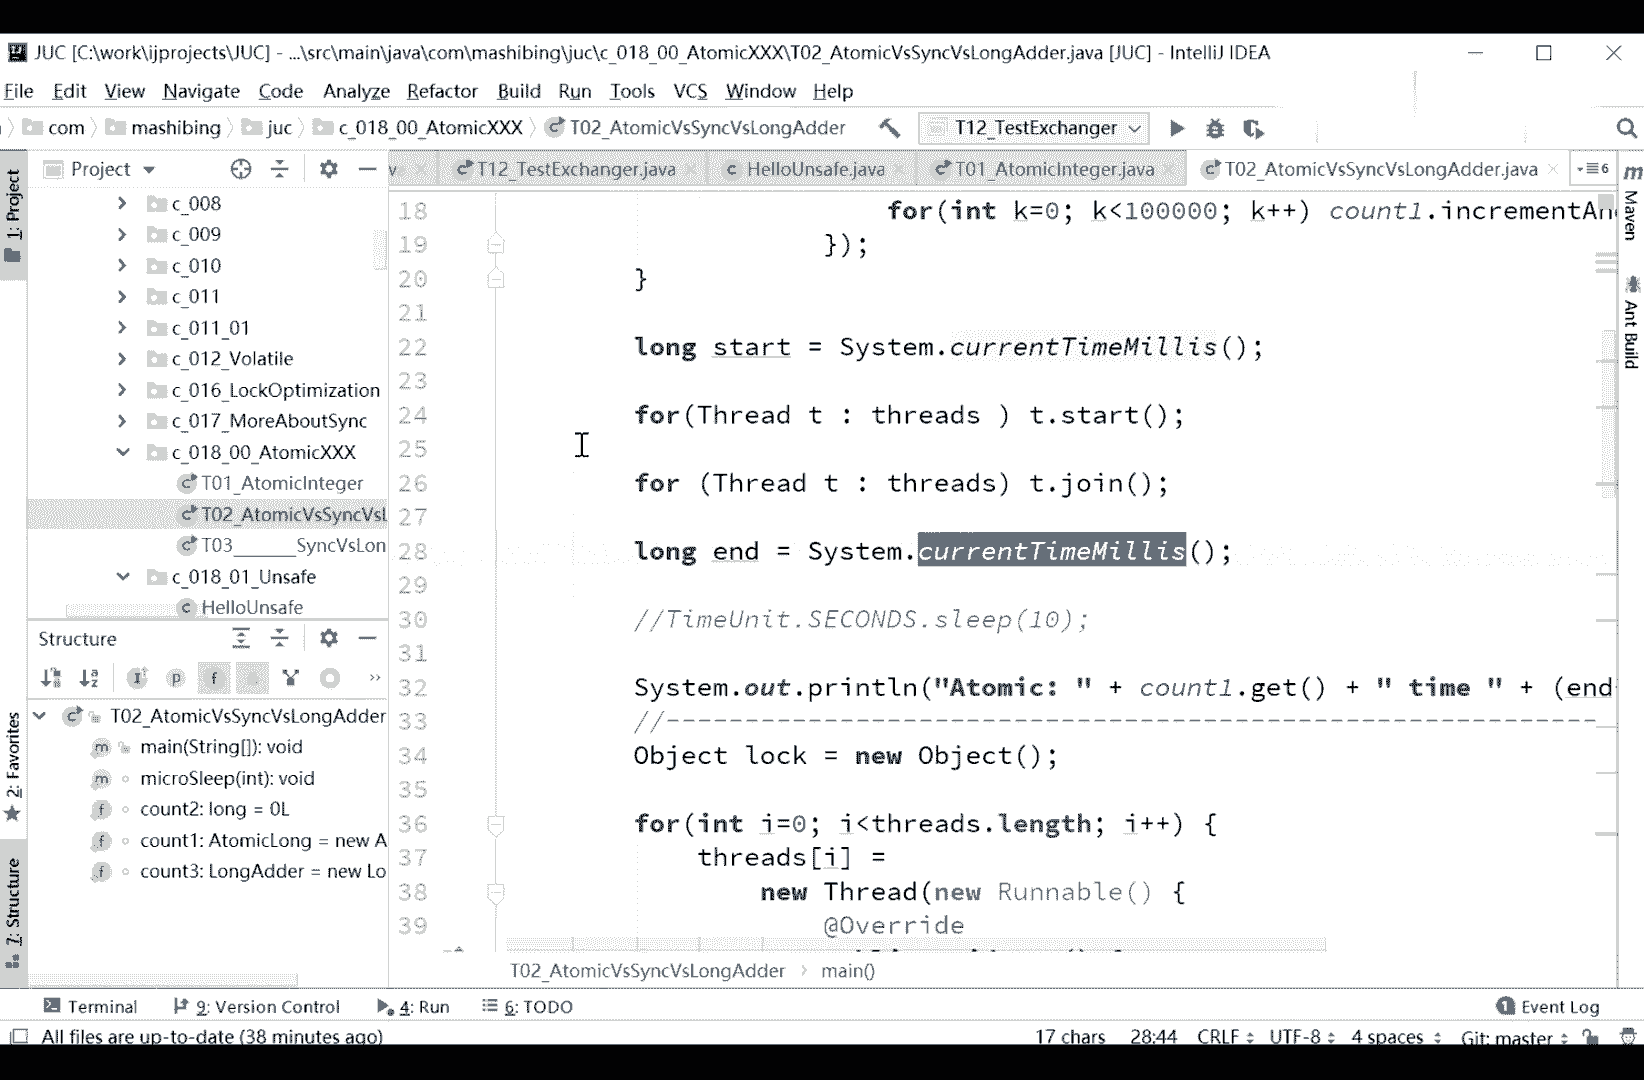 JUC [C:\work\ijprojects\JUC] - ...\src\main\java\com\mashibing\juc\c_018_00_AtomicXXX\T02_AtomicVsSyncVsLongAdder.java [JUC] - IntelliJ IDEA
File Edit View Navigate Code Analyze Refactor Build Run Tools VCS Window Help
com mashibing juc c_018_00_AtomicXXX T02_AtomicVsSyncVsLongAdder T12_TestExchanger
1: Project
Project
v T12_TestExchanger.java HelloUnsafe.java T01_AtomicInteger.java T02_AtomicVsSyncVsLongAdder.java 6
m Maven
Ant Build
c_008
c_009
c_010
c_011
c_011_01
c_012_Volatile
c_016_LockOptimization
c_017_MoreAboutSync
c_018_00_AtomicXXX
T01_AtomicInteger
T02_AtomicVsSyncVsL
T03______SyncVsLon
c_018_01_Unsafe
HelloUnsafe
Structure
T02_AtomicVsSyncVsLongAdder
main(String[]): void
microSleep(int): void
count2: long = 0L
count1: AtomicLong = new A
count3: LongAdder = new Lo
2: Favorites
7: Structure
18 for(int k=0; k<100000; k++) count1.incrementAn
19 });
20 }
21
22 long start = System.currentTimeMillis();
23
24 for(Thread t : threads ) t.start();
25
26 for (Thread t : threads) t.join();
27
28 long end = System.currentTimeMillis();
29
30 //TimeUnit.SECONDS.sleep(10);
31
32 System.out.println("Atomic: " + count1.get() + " time " + (end
33 //-----------------------------------------------------------
34 Object lock = new Object();
35
36 for(int i=0; i<threads.length; i++) {
37 threads[i] =
38 new Thread(new Runnable() {
39 @Override
T02_AtomicVsSyncVsLongAdder main()
Terminal 9: Version Control 4: Run 6: TODO 1 Event Log
All files are up-to-date (38 minutes ago) 17 chars 28:44 CRLF UTF-8 4 spaces Git: master